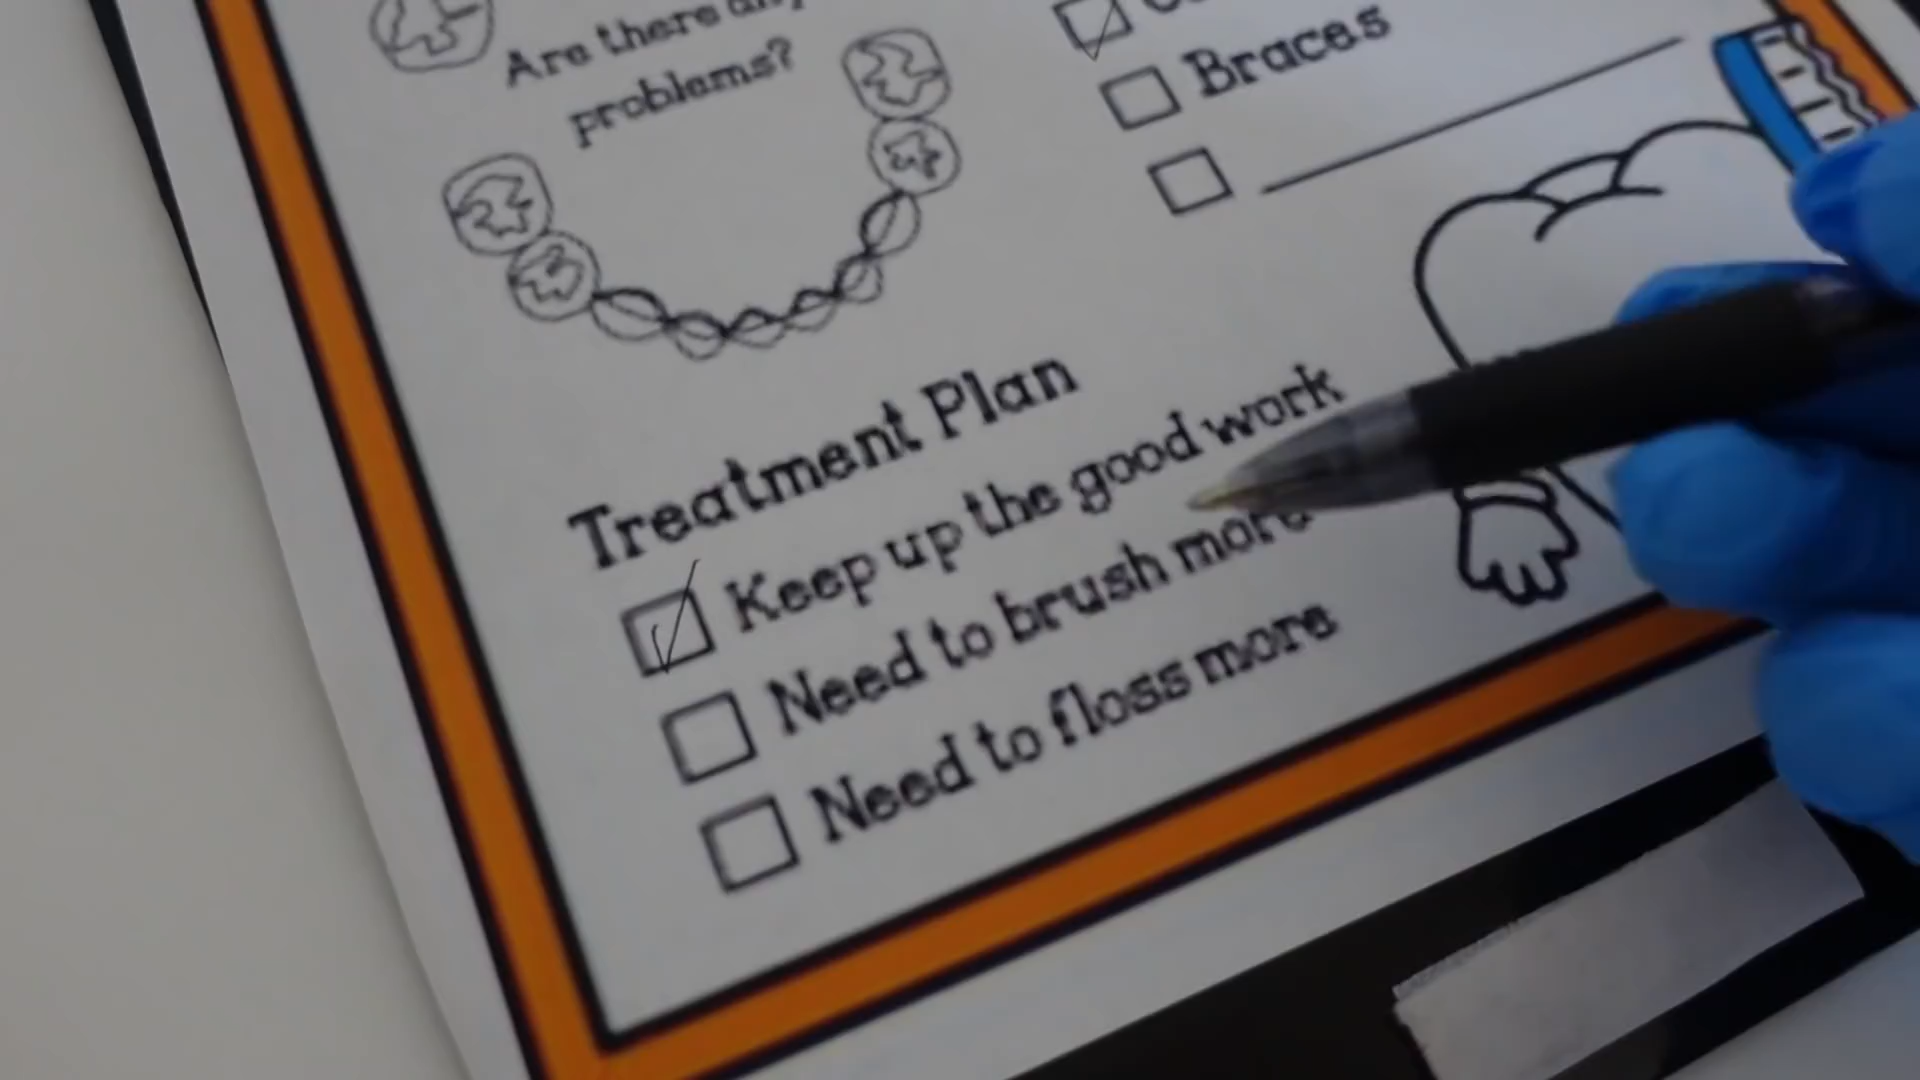 Are there any
problems?
Braces
Treatment Plan
Keep up the good work
Need to brush more
Need to floss more